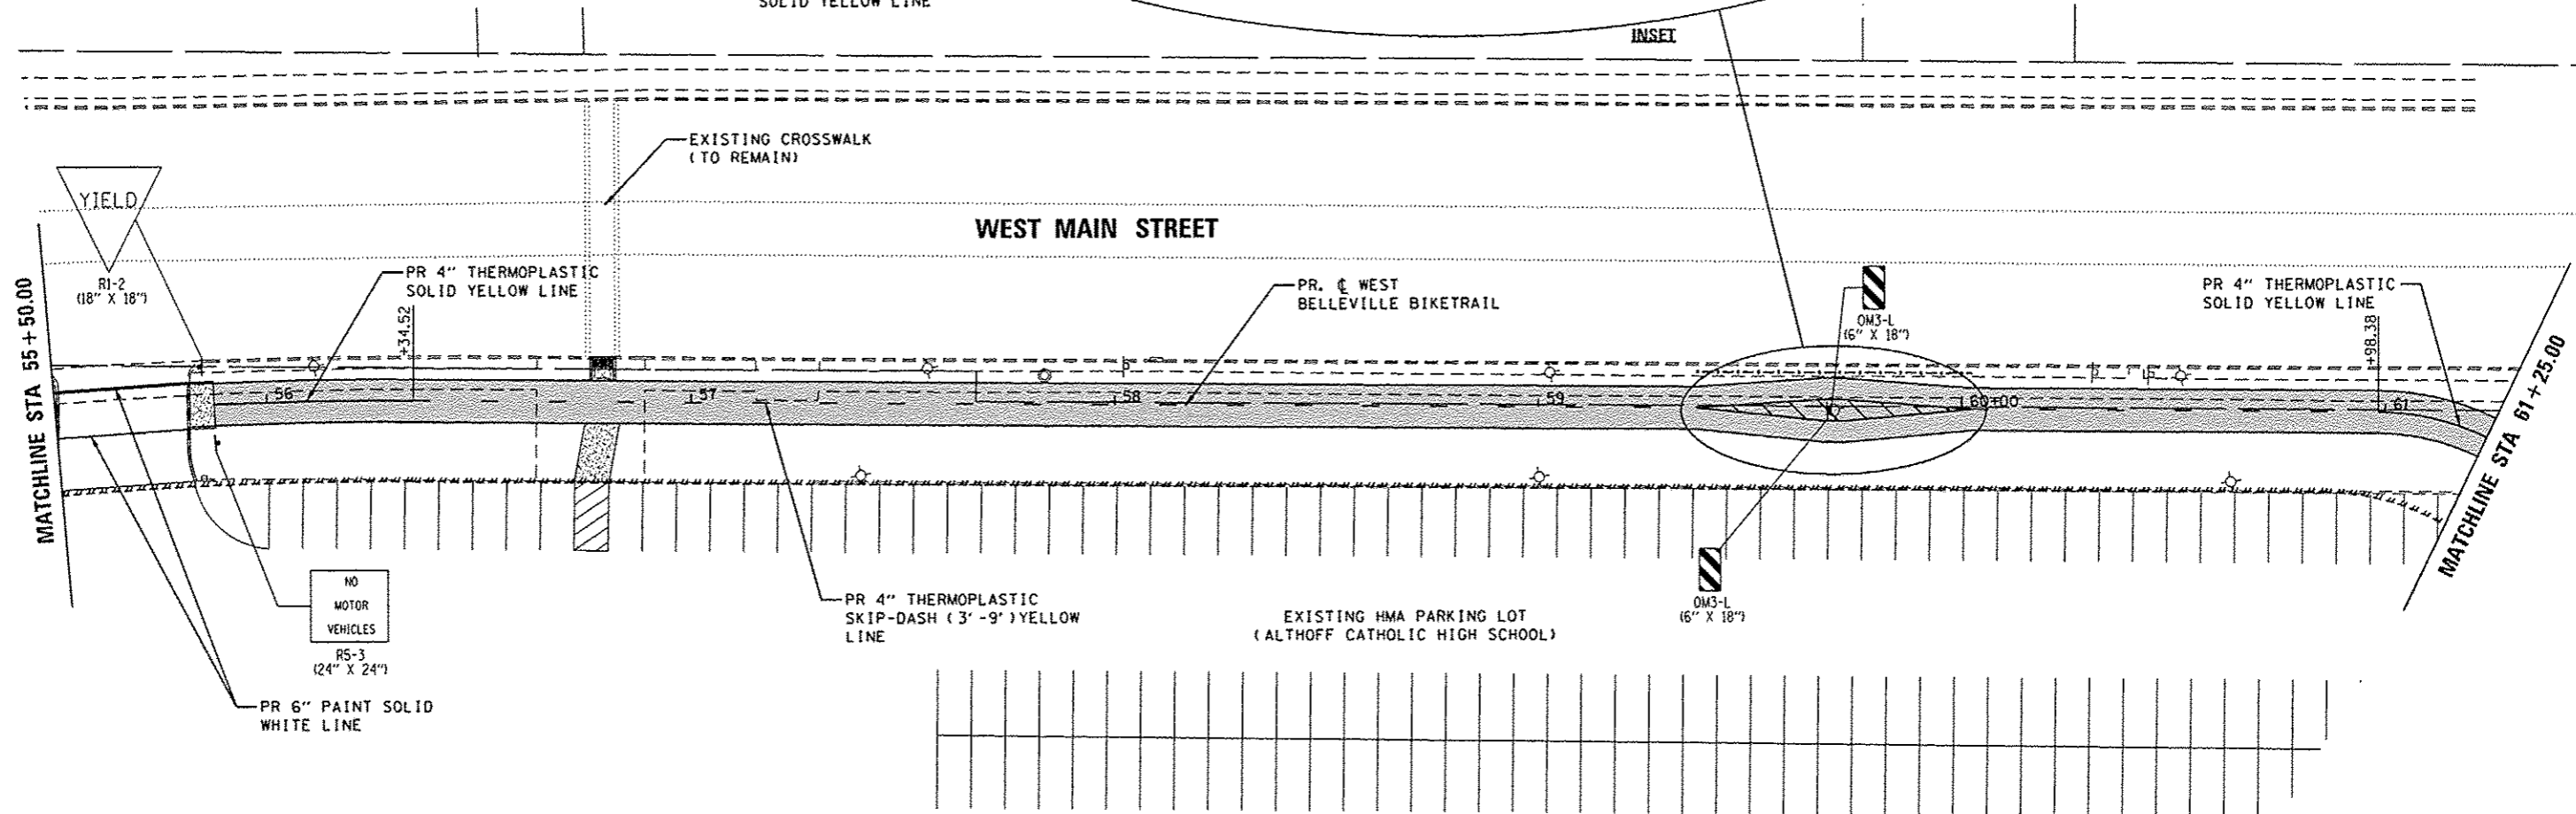 SOLID YELLOW LINE
INSET
EXISTING CROSSWALK
(TO REMAIN)
YIELD
R1-2
(18" X 18")
WEST MAIN STREET
PR 4" THERMOPLASTIC
SOLID YELLOW LINE
+34.52
PR. ℄ WEST
BELLEVILLE BIKETRAIL
OM3-L
(6" X 18")
PR 4" THERMOPLASTIC
SOLID YELLOW LINE
+98.38
MATCHLINE STA 55+50.00
MATCHLINE STA 61+25.00
56
57
58
59
60+00
61
NO
MOTOR
VEHICLES
R5-3
(24" X 24")
PR 6" PAINT SOLID
WHITE LINE
PR 4" THERMOPLASTIC
SKIP-DASH (3'-9')YELLOW
LINE
EXISTING HMA PARKING LOT
(ALTHOFF CATHOLIC HIGH SCHOOL)
OM3-L
(6" X 18")